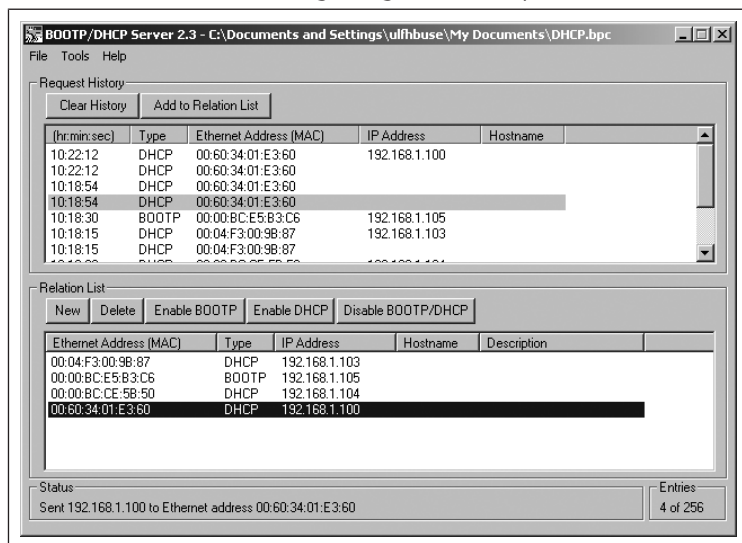 BOOTP/DHCP Server 2.3 - C:\Documents and Settings\ulfhbuse\My Documents\DHCP.bpc
File Tools Help
Request History
Clear History Add to Relation List
(hr:min:sec) Type Ethernet Address (MAC) IP Address Hostname
10:22:12 DHCP 00:60:34:01:E3:60 192.168.1.100
10:22:12 DHCP 00:60:34:01:E3:60
10:18:54 DHCP 00:60:34:01:E3:60
10:18:54 DHCP 00:60:34:01:E3:60
10:18:30 BOOTP 00:00:BC:E5:B3:C6 192.168.1.105
10:18:15 DHCP 00:04:F3:00:9B:87 192.168.1.103
10:18:15 DHCP 00:04:F3:00:9B:87
Relation List
New Delete Enable BOOTP Enable DHCP Disable BOOTP/DHCP
Ethernet Address (MAC) Type IP Address Hostname Description
00:04:F3:00:9B:87 DHCP 192.168.1.103
00:00:BC:E5:B3:C6 BOOTP 192.168.1.105
00:00:BC:CE:5B:50 DHCP 192.168.1.104
00:60:34:01:E3:60 DHCP 192.168.1.100
Status
Sent 192.168.1.100 to Ethernet address 00:60:34:01:E3:60
Entries
4 of 256